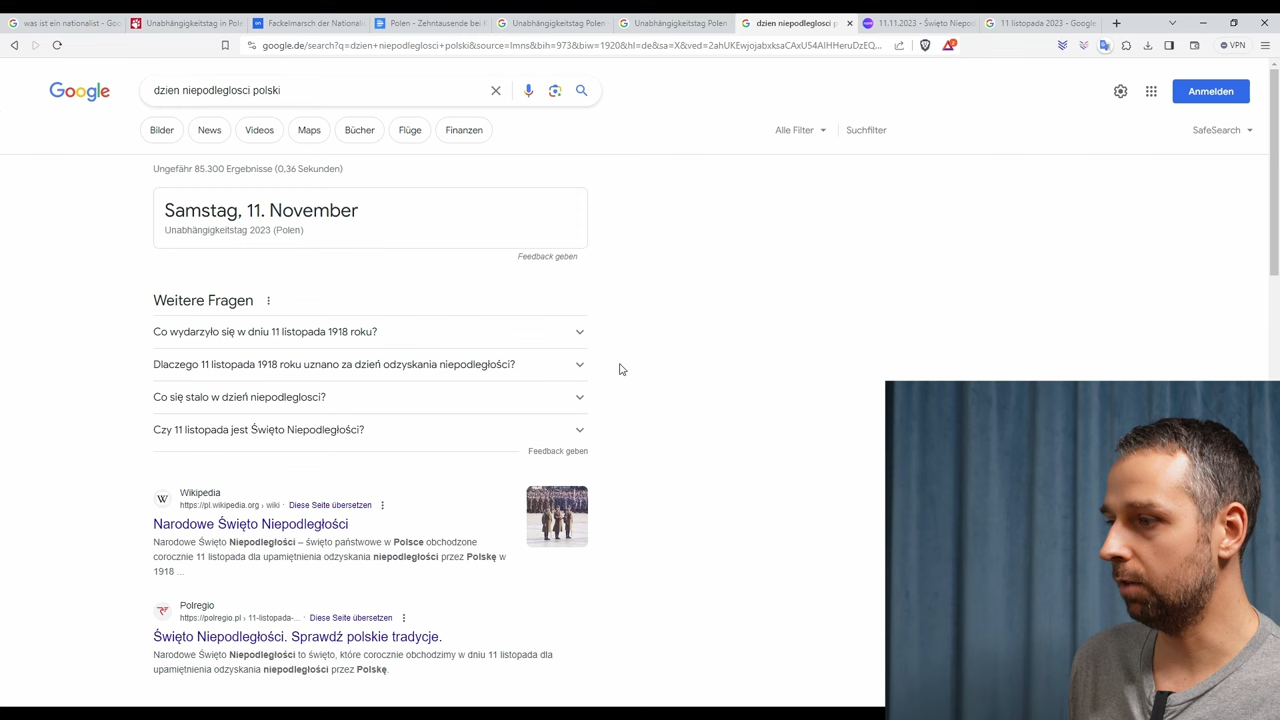 was ist ein nationalist - Goo
Unabhängigkeitstag in Pole
Fackelmarsch der Nationali
Polen - Zehntausende bei K
Unabhängigkeitstag Polen -
Unabhängigkeitstag Polen
dzien niepodleglosci p
11.11.2023 - Święto Niepod
11 listopada 2023 - Google
google.de/search?q=dzien+niepodleglosci+polski&source=lmns&bih=973&biw=1920&hl=de&sa=X&ved=
VPN
Google
dzien niepodleglosci polski
Anmelden
Bilder
News
Videos
Maps
Bücher
Flüge
Finanzen
Alle Filter
Suchfilter
SafeSearch
Ungefähr 85.300 Ergebnisse (0,36 Sekunden)
Samstag, 11. November
Unabhängigkeitstag 2023 (Polen)
Feedback geben
Weitere Fragen
Co wydarzyło się w dniu 11 listopada 1918 roku?
Dlaczego 11 listopada 1918 roku uznano za dzień odzyskania niepodległości?
Co się stalo w dzień niepodleglosci?
Czy 11 listopada jest Święto Niepodległości?
Feedback geben
W
Wikipedia
https://pl.wikipedia.org › wiki · Diese Seite übersetzen
Narodowe Święto Niepodległości
Narodowe Święto Niepodległości – święto państwowe w Polsce obchodzone
corocznie 11 listopada dla upamiętnienia odzyskania niepodległości przez Polskę w
1918 ...
Polregio
https://polregio.pl › 11-listopada-... · Diese Seite übersetzen
Święto Niepodległości. Sprawdź polskie tradycje.
Narodowe Święto Niepodległości to święto, które corocznie obchodzimy w dniu 11 listopada dla
upamiętnienia odzyskania niepodległości przez Polskę.